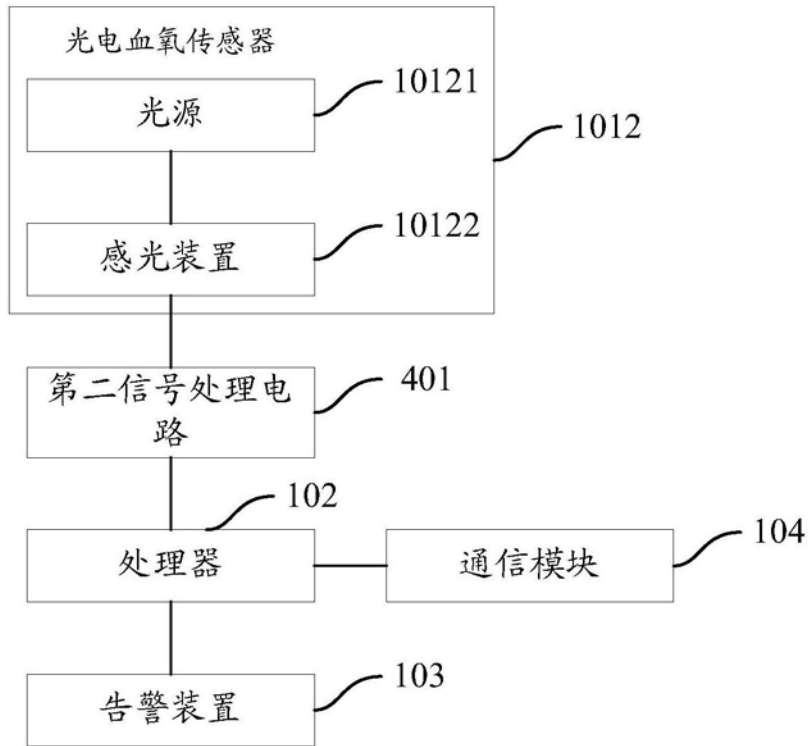 光电血氧传感器
10121
光源
1012
10122
感光装置
第二信号处理电
路
401
102
处理器
通信模块
104
告警装置
103